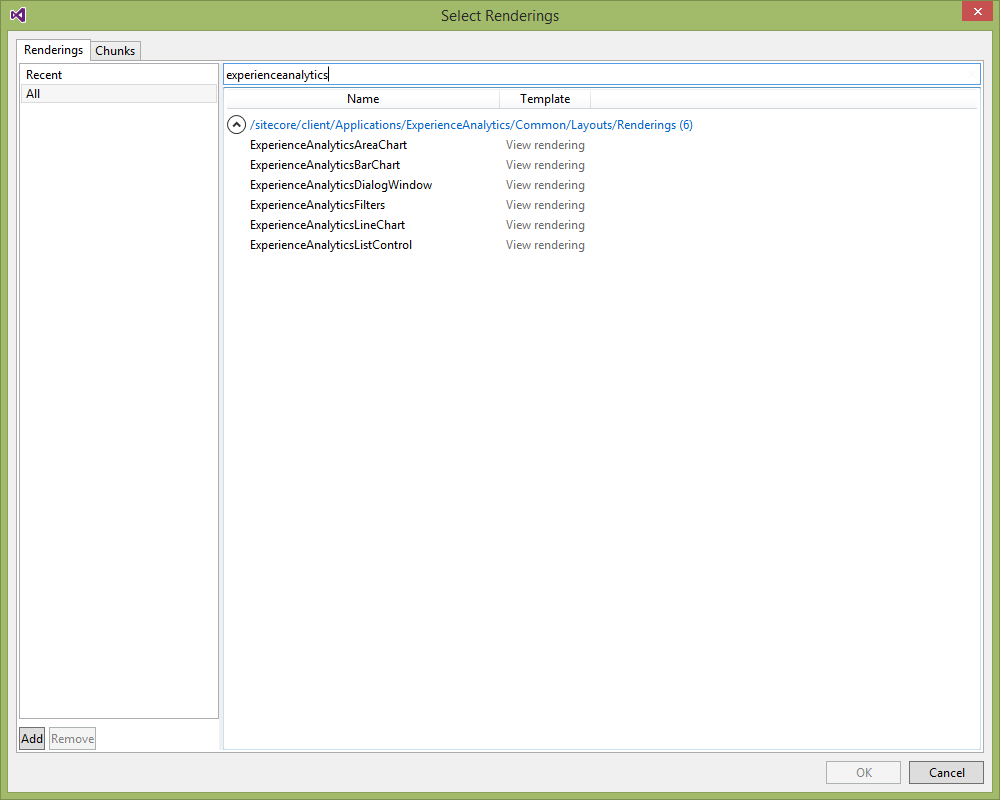 Select Renderings
Renderings Chunks
Recent
All
experienceanalytics
Name Template
/sitecore/client/Applications/ExperienceAnalytics/Common/Layouts/Renderings (6)
ExperienceAnalyticsAreaChart View rendering
ExperienceAnalyticsBarChart View rendering
ExperienceAnalyticsDialogWindow View rendering
ExperienceAnalyticsFilters View rendering
ExperienceAnalyticsLineChart View rendering
ExperienceAnalyticsListControl View rendering
Add Remove
OK Cancel